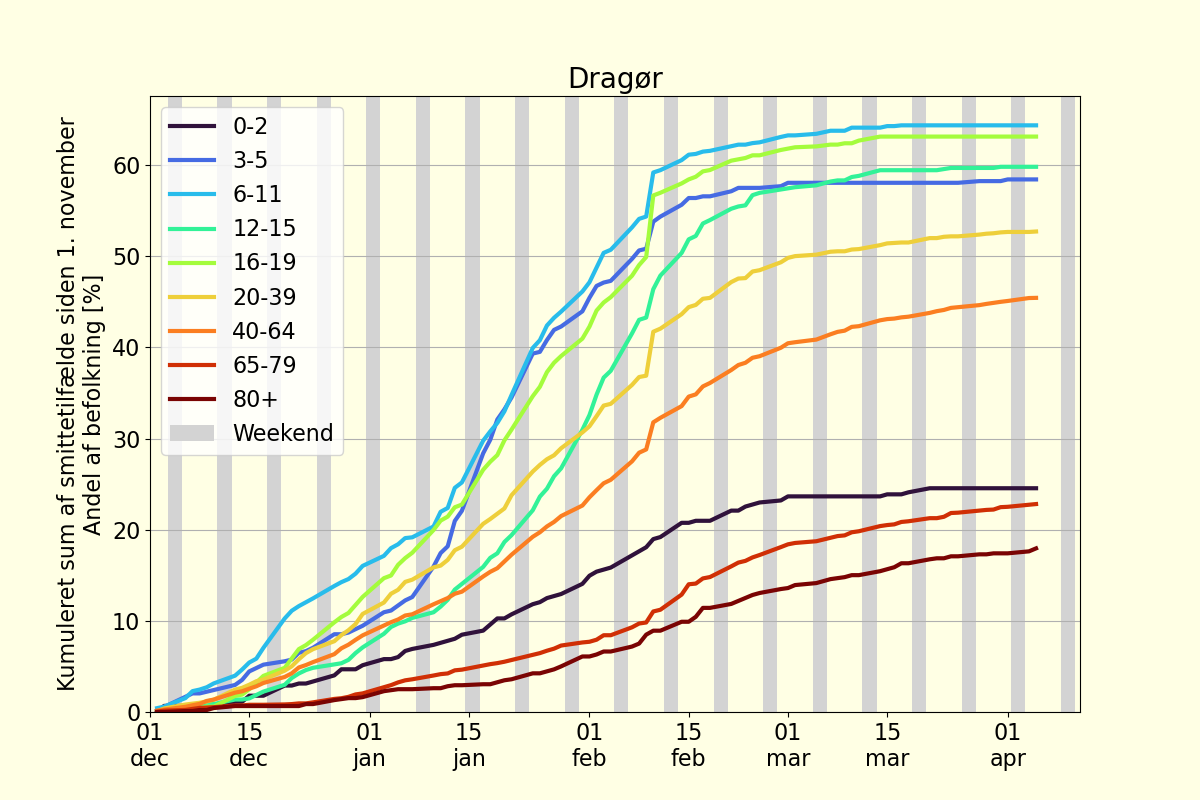 Dragør
Kumuleret sum af smittetilfælde siden 1. november
Andel af befolkning [%]
60
50
40
30
20
10
0
0-2
3-5
6-11
12-15
16-19
20-39
40-64
65-79
80+
Weekend
01 15 01 15 01 15 01 15 01
dec dec jan jan feb feb mar mar apr